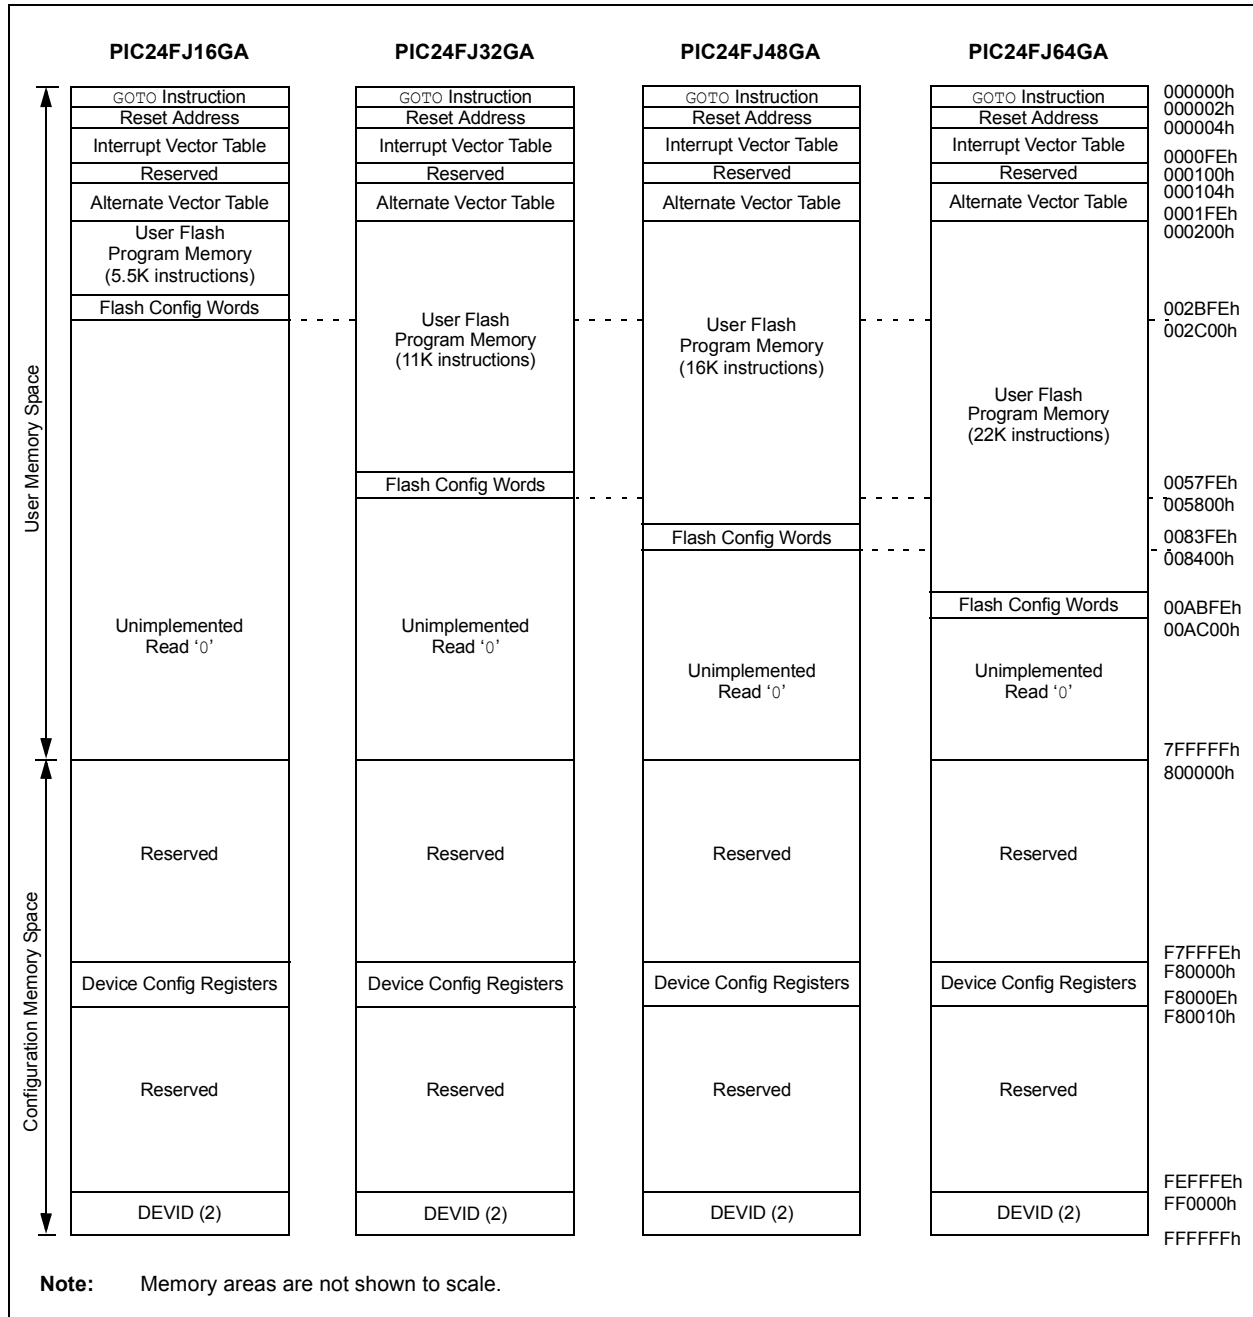 PIC24FJ16GA PIC24FJ32GA PIC24FJ48GA PIC24FJ64GA
GOTO Instruction GOTO Instruction GOTO Instruction GOTO Instruction 000000h
Reset Address Reset Address Reset Address Reset Address 000002h
000004h
Interrupt Vector Table Interrupt Vector Table Interrupt Vector Table Interrupt Vector Table
0000FEh
Reserved Reserved Reserved Reserved 000100h
000104h
Alternate Vector Table Alternate Vector Table Alternate Vector Table Alternate Vector Table
0001FEh
000200h
User Flash
Program Memory
(5.5K instructions)
Flash Config Words
002BFEh
002C00h
User Flash
Program Memory
(11K instructions)
User Flash
Program Memory
(16K instructions)
User Flash
Program Memory
(22K instructions)
User Memory Space
Flash Config Words 0057FEh
005800h
Flash Config Words 0083FEh
008400h
Flash Config Words 00ABFEh
00AC00h
Unimplemented
Read ‘0’
Unimplemented
Read ‘0’
Unimplemented
Read ‘0’
Unimplemented
Read ‘0’
7FFFFFh
800000h
Reserved Reserved Reserved Reserved
Configuration Memory Space
F7FFFEh
F80000h
Device Config Registers Device Config Registers Device Config Registers Device Config Registers
F8000Eh
F80010h
Reserved Reserved Reserved Reserved
FEFFFEh
FF0000h
DEVID (2) DEVID (2) DEVID (2) DEVID (2)
FFFFFFh
Note: Memory areas are not shown to scale.